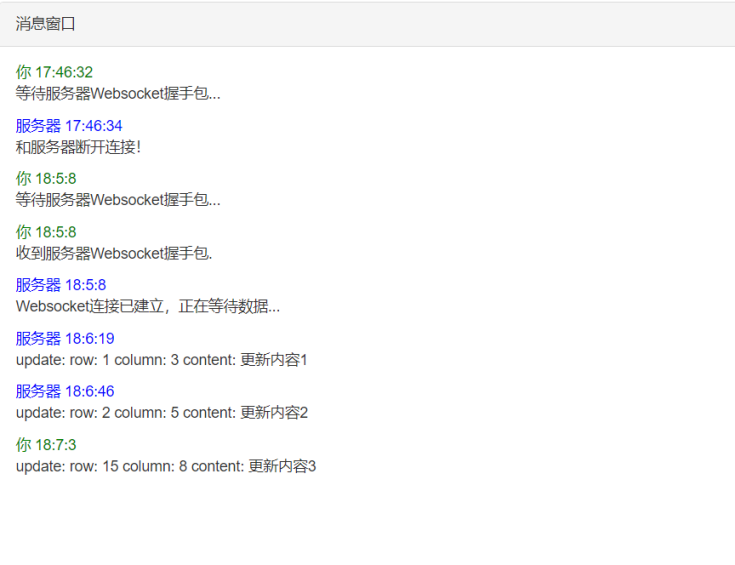 消息窗口
你 17:46:32
等待服务器Websocket握手包...
服务器 17:46:34
和服务器断开连接!
你 18:5:8
等待服务器Websocket握手包...
你 18:5:8
收到服务器Websocket握手包.
服务器 18:5:8
Websocket连接已建立，正在等待数据...
服务器 18:6:19
update: row: 1 column: 3 content: 更新内容1
服务器 18:6:46
update: row: 2 column: 5 content: 更新内容2
你 18:7:3
update: row: 15 column: 8 content: 更新内容3